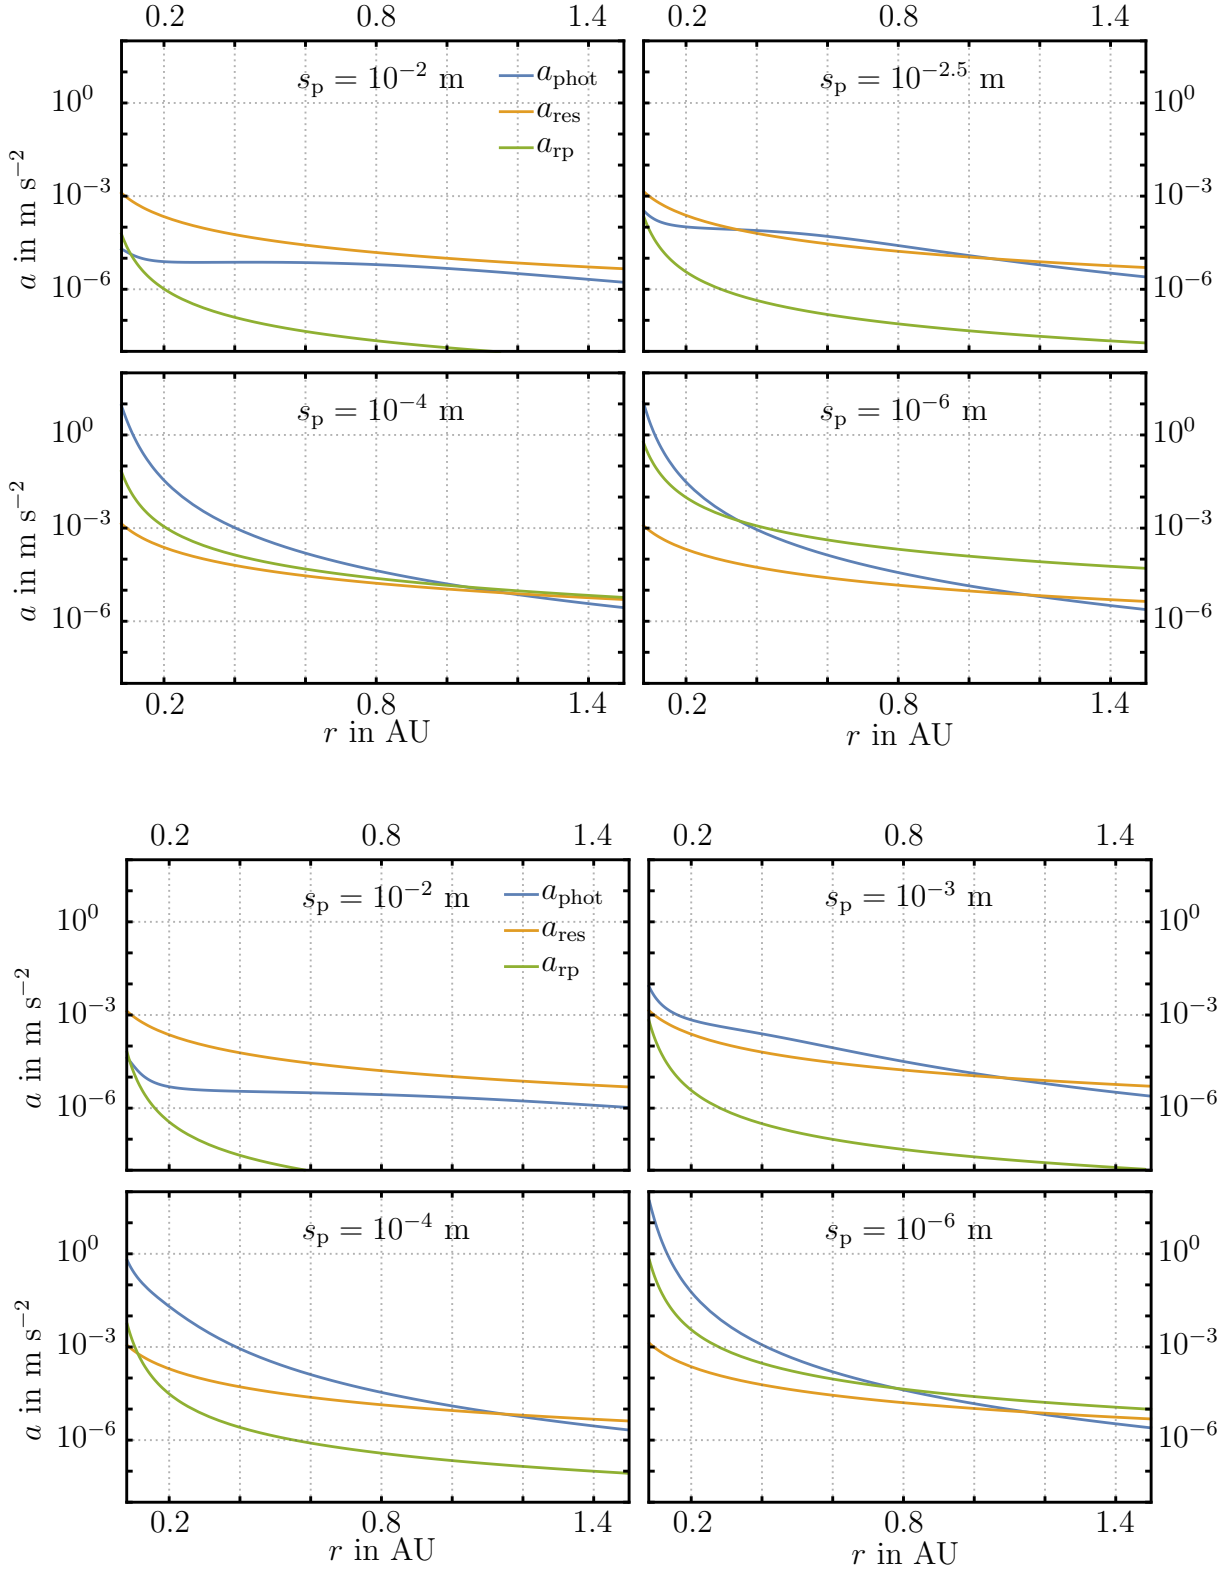 0.2 0.8 1.4 0.2 0.8 1.4
s_p = 10^−2 m
a_phot
a_res
a_rp
s_p = 10^−2.5 m
10^0
10^−3
10^−6
a in m s^−2
10^0
10^−3
10^−6
s_p = 10^−4 m
s_p = 10^−6 m
10^0
10^−3
10^−6
a in m s^−2
10^0
10^−3
10^−6
0.2 0.8 1.4 0.2 0.8 1.4
r in AU r in AU
0.2 0.8 1.4 0.2 0.8 1.4
s_p = 10^−2 m
a_phot
a_res
a_rp
s_p = 10^−3 m
10^0
10^−3
10^−6
a in m s^−2
10^0
10^−3
10^−6
s_p = 10^−4 m
s_p = 10^−6 m
10^0
10^−3
10^−6
a in m s^−2
10^0
10^−3
10^−6
0.2 0.8 1.4 0.2 0.8 1.4
r in AU r in AU